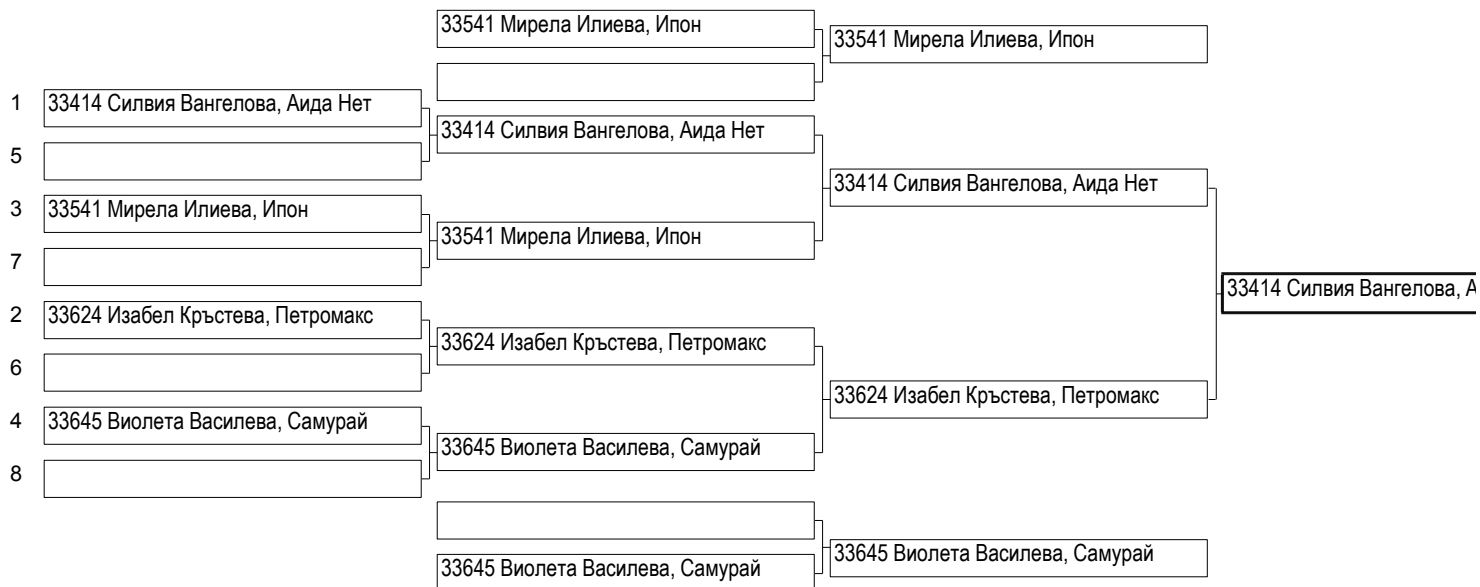 33541 Мирела Илиева, Ипон
33541 Мирела Илиева, Ипон
1 33414 Силвия Вангелова, Аида Нет
33414 Силвия Вангелова, Аида Нет
5
33414 Силвия Вангелова, Аида Нет
3 33541 Мирела Илиева, Ипон
33541 Мирела Илиева, Ипон
7
33414 Силвия Вангелова, А
2 33624 Изабел Кръстева, Петромакс
33624 Изабел Кръстева, Петромакс
6
33624 Изабел Кръстева, Петромакс
4 33645 Виолета Василева, Самурай
33645 Виолета Василева, Самурай
8
33645 Виолета Василева, Самурай
33645 Виолета Василева, Самурай